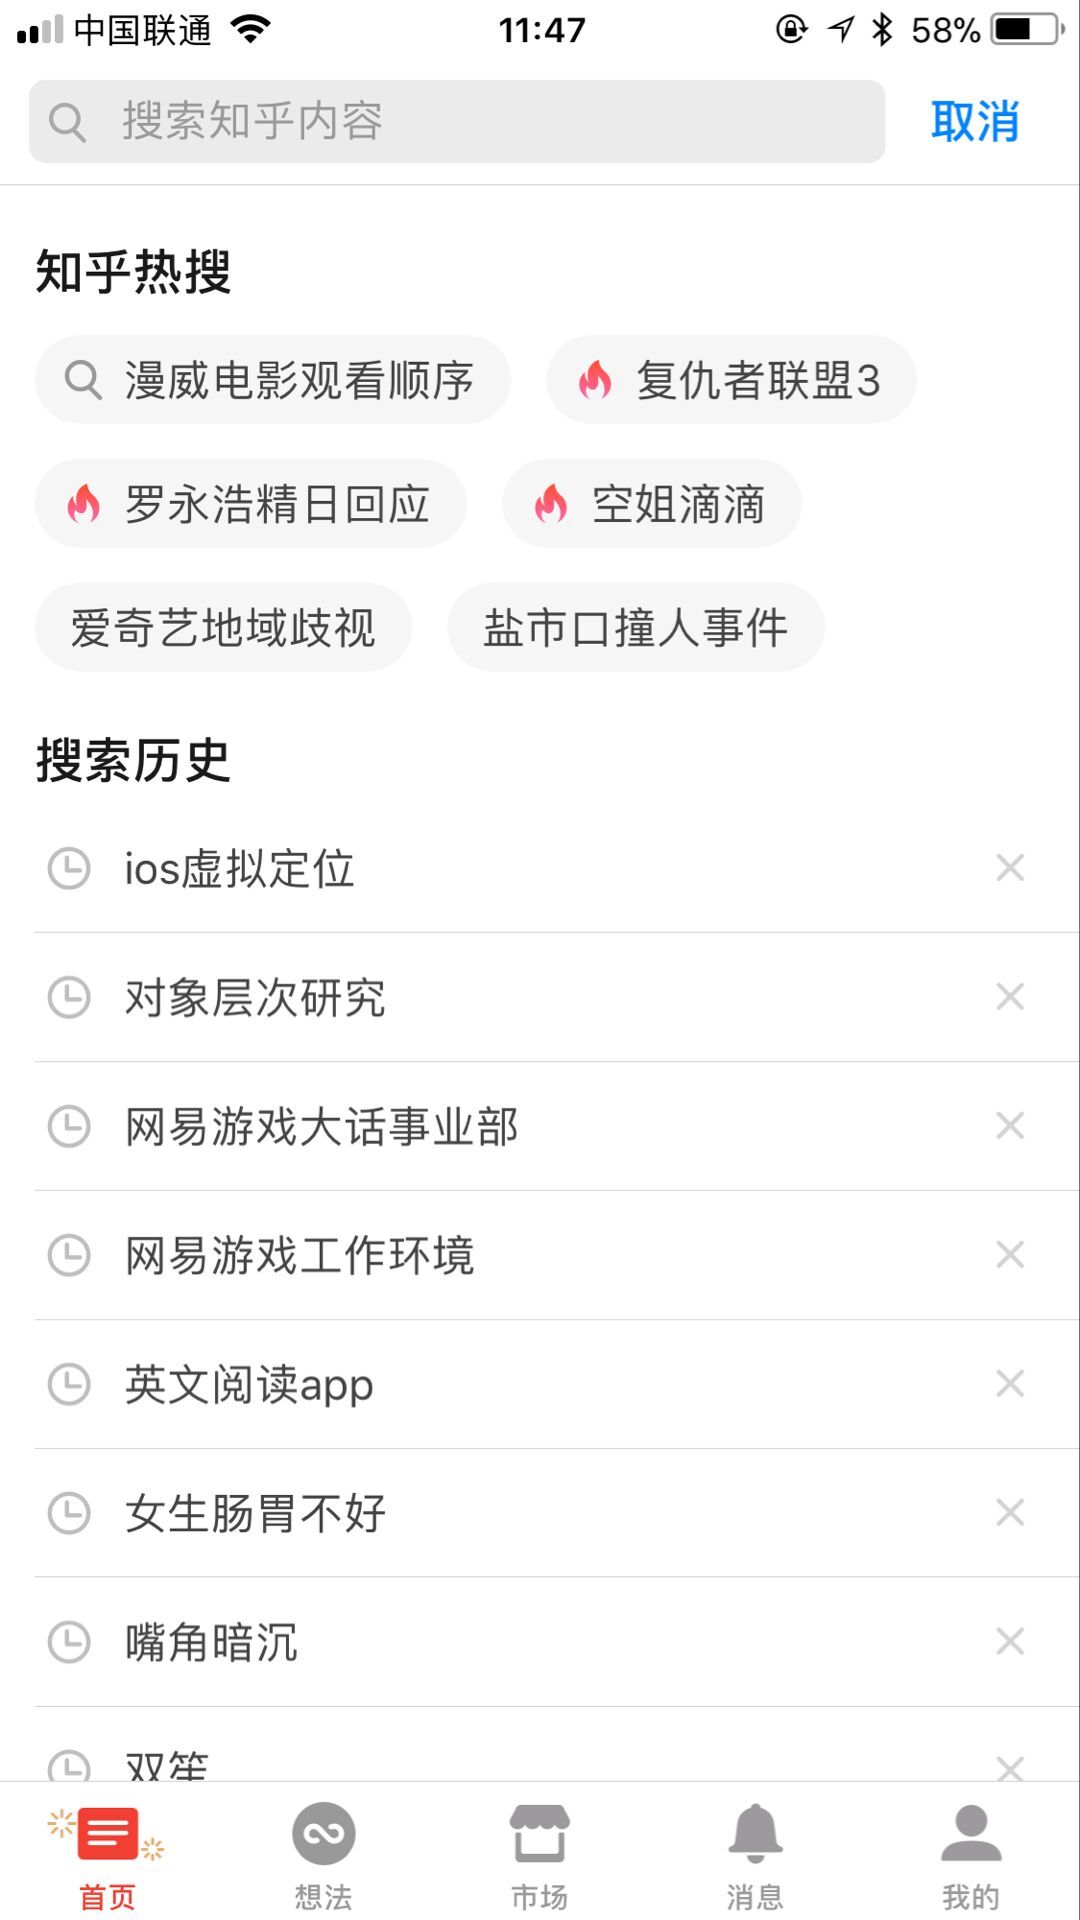 中国联通 11:47 58%
搜索知乎内容 取消
知乎热搜
漫威电影观看顺序 复仇者联盟3
罗永浩精日回应 空姐滴滴
爱奇艺地域歧视 盐市口撞人事件
搜索历史
ios虚拟定位
对象层次研究
网易游戏大话事业部
网易游戏工作环境
英文阅读app
女生肠胃不好
嘴角暗沉
双笙
首页 想法 市场 消息 我的